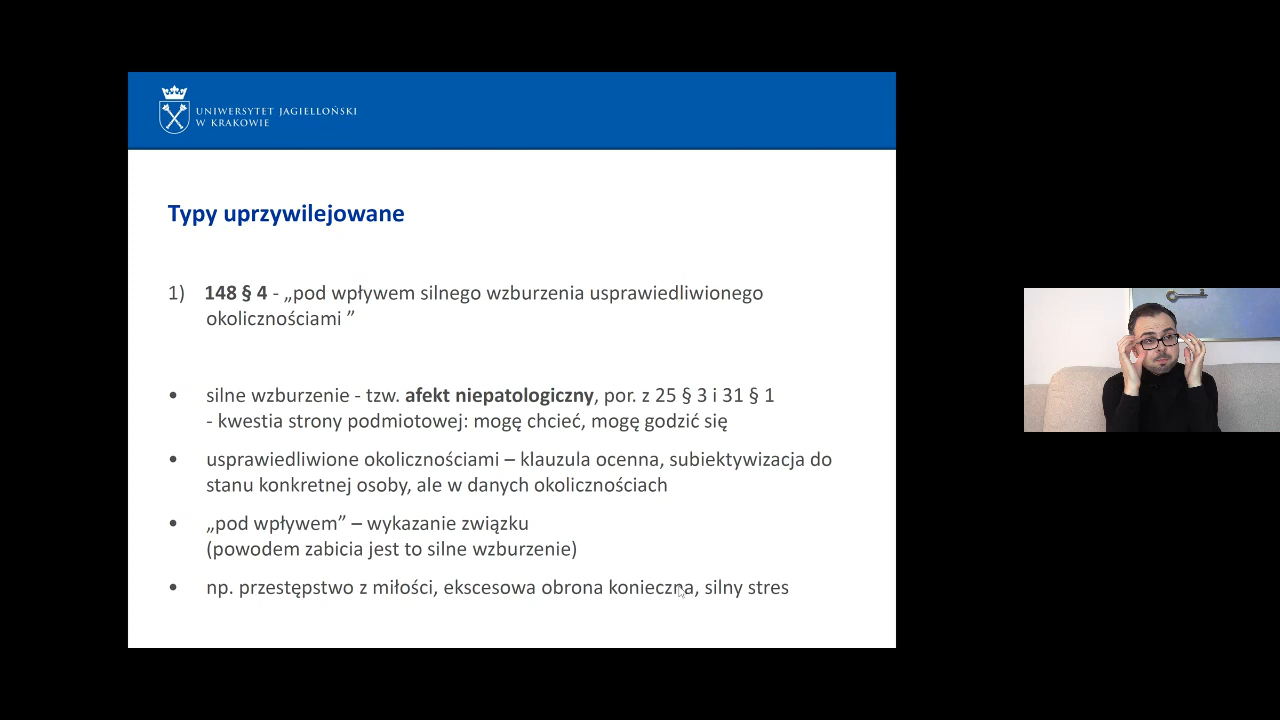 UNIWERSYTET JAGIELLOŃSKI
W KRAKOWIE
Typy uprzywilejowane
1) 148 § 4 - „pod wpływem silnego wzburzenia usprawiedliwionego
okolicznościami ”
• silne wzburzenie - tzw. afekt niepatologiczny, por. z 25 § 3 i 31 § 1
- kwestia strony podmiotowej: mogę chcieć, mogę godzić się
• usprawiedliwione okolicznościami – klauzula ocenna, subiektywizacja do
stanu konkretnej osoby, ale w danych okolicznościach
• „pod wpływem” – wykazanie związku
(powodem zabicia jest to silne wzburzenie)
• np. przestępstwo z miłości, ekscesowa obrona konieczna, silny stres